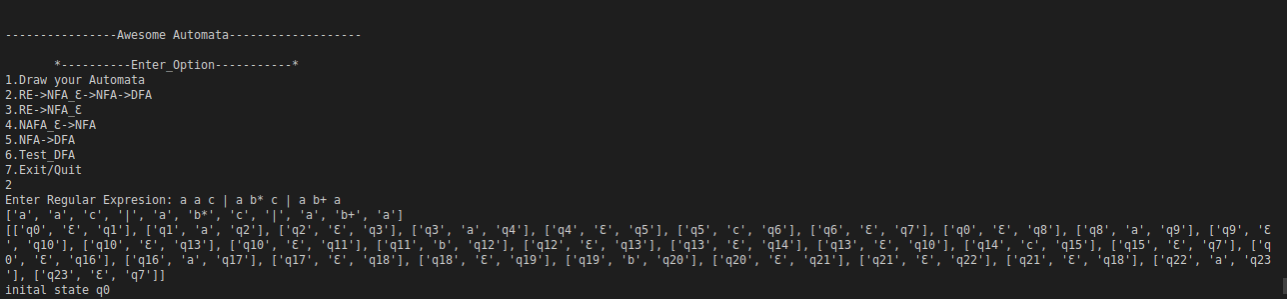 ----------------Awesome Automata-------------------
*----------Enter_Option-----------*
1.Draw your Automata
2.RE->NFA_Ɛ->NFA->DFA
3.RE->NFA_Ɛ
4.NAFA_Ɛ->NFA
5.NFA->DFA
6.Test_DFA
7.Exit/Quit
2
Enter Regular Expresion: a a c | a b* c | a b+ a
['a', 'a', 'c', '|', 'a', 'b*', 'c', '|', 'a', 'b+', 'a']
[['q0', 'Ɛ', 'q1'], ['q1', 'a', 'q2'], ['q2', 'Ɛ', 'q3'], ['q3', 'a', 'q4'], ['q4', 'Ɛ', 'q5'], ['q5', 'c', 'q6'], ['q6', 'Ɛ', 'q7'], ['q0', 'Ɛ', 'q8'], ['q8', 'a', 'q9'], ['q9', 'Ɛ
', 'q10'], ['q10', 'Ɛ', 'q13'], ['q10', 'Ɛ', 'q11'], ['q11', 'b', 'q12'], ['q12', 'Ɛ', 'q13'], ['q13', 'Ɛ', 'q14'], ['q13', 'Ɛ', 'q10'], ['q14', 'c', 'q15'], ['q15', 'Ɛ', 'q7'], ['q
0', 'Ɛ', 'q16'], ['q16', 'a', 'q17'], ['q17', 'Ɛ', 'q18'], ['q18', 'Ɛ', 'q19'], ['q19', 'b', 'q20'], ['q20', 'Ɛ', 'q21'], ['q21', 'Ɛ', 'q22'], ['q21', 'Ɛ', 'q18'], ['q22', 'a', 'q23
'], ['q23', 'Ɛ', 'q7']]
inital state q0